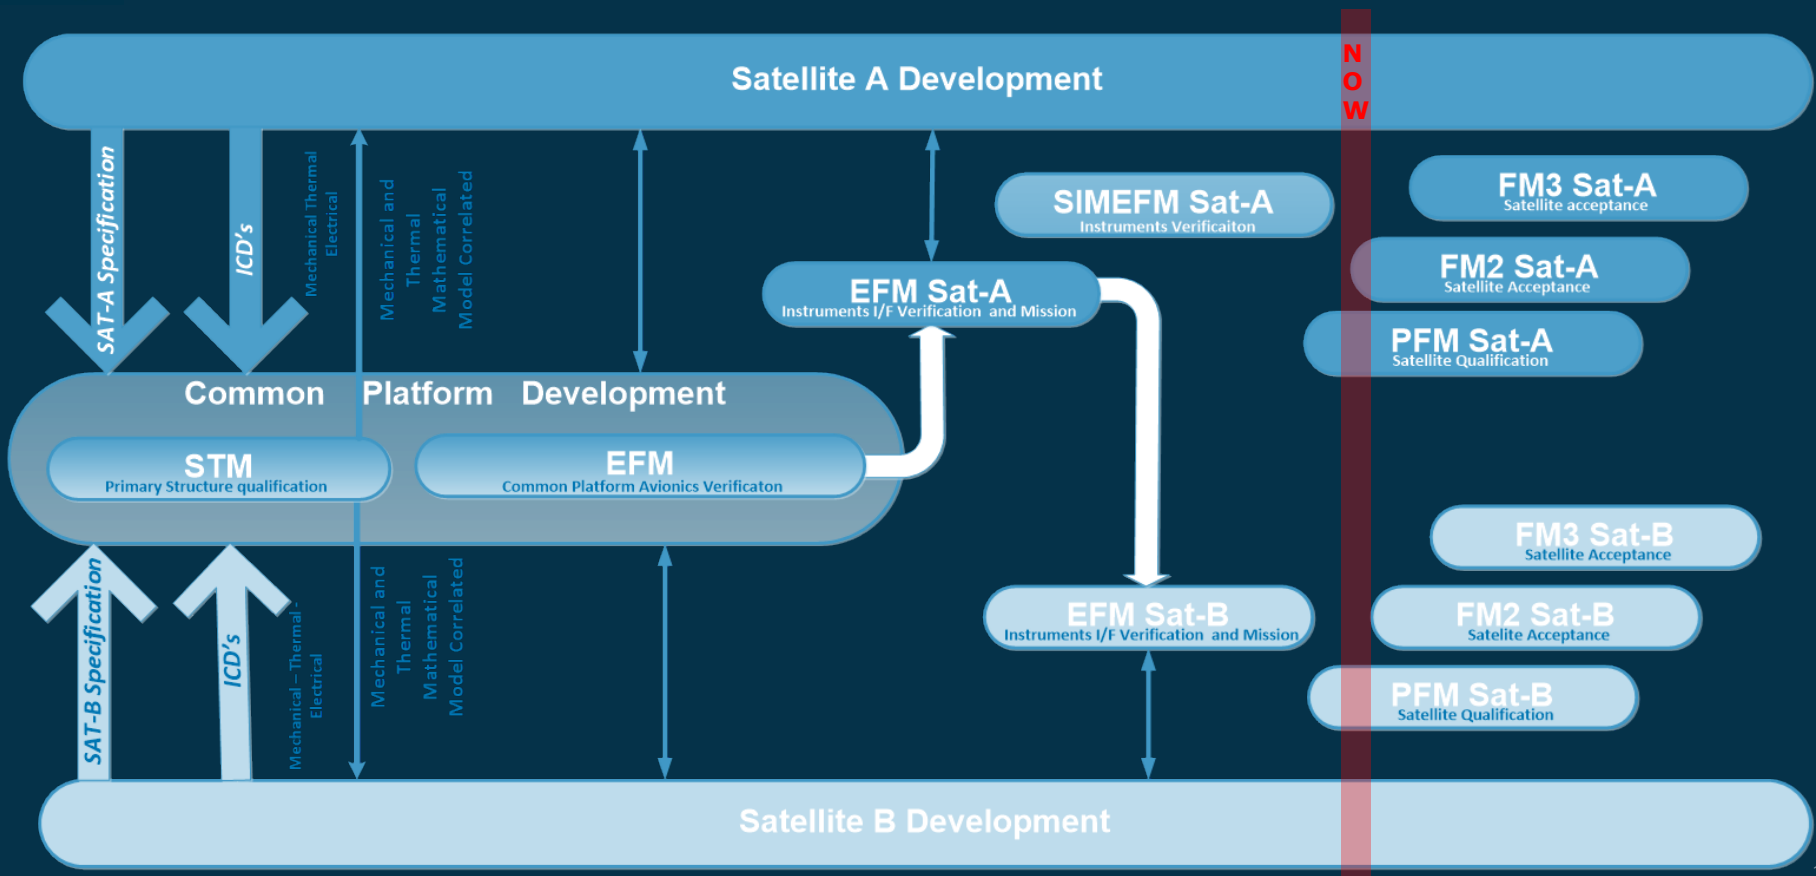 Satellite A Development
N
O
W
SAT-A Specification
ICD's
Mechanical Thermal
Electrical
Mechanical and
Thermal
Mathematical
Model Correlated
SIMEFM Sat-A
Instruments Verificaiton
FM3 Sat-A
Satellite acceptance
EFM Sat-A
Instruments I/F Verification and Mission
FM2 Sat-A
Satellite Acceptance
PFM Sat-A
Satellite Qualification
Common Platform Development
STM
Primary Structure qualification
EFM
Common Platform Avionics Verificaton
SAT-B Specification
ICD's
Mechanical – Thermal -
Electrical
Mechanical and
Thermal
Mathematical
Model Correlated
FM3 Sat-B
Satellite Acceptance
EFM Sat-B
Instruments I/F Verification and Mission
FM2 Sat-B
Satelite Acceptance
PFM Sat-B
Satellite Qualification
Satellite B Development